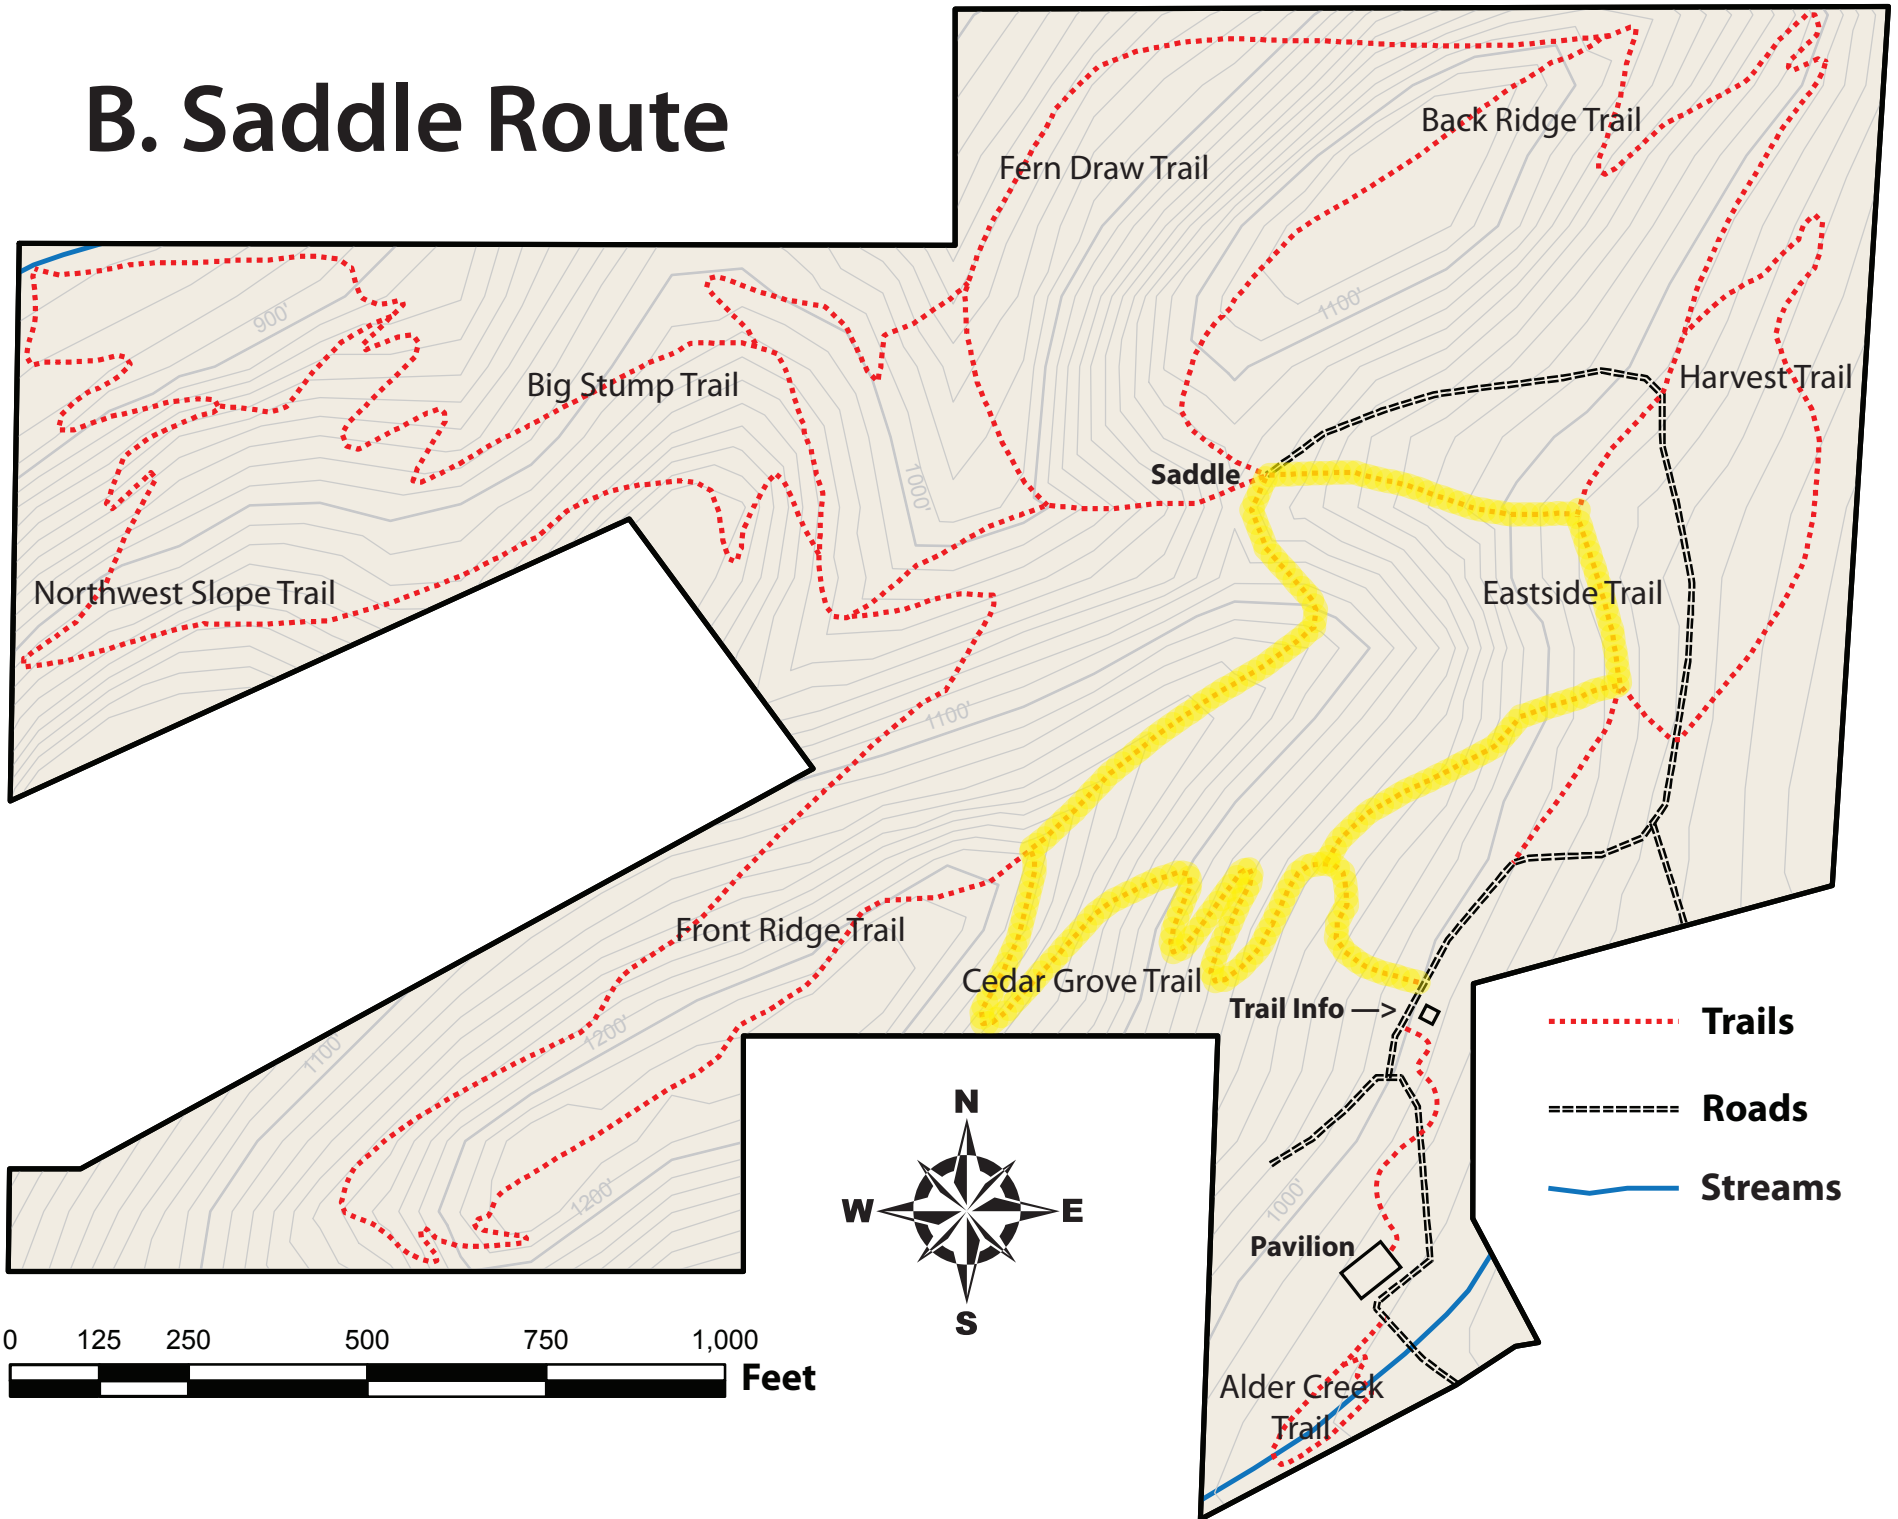 B. Saddle Route
Back Ridge Trail
Fern Draw Trail
900'
1100'
Big Stump Trail
Harvest Trail
Saddle
1000'
Northwest Slope Trail
Eastside Trail
1100'
Front Ridge Trail
Cedar Grove Trail
Trail Info —>
1200'
1100'
Trails
N
Roads
W
E
1200'
1000'
Streams
Pavilion
S
0 125 250 500 750 1,000
Feet
Alder Creek
Trail